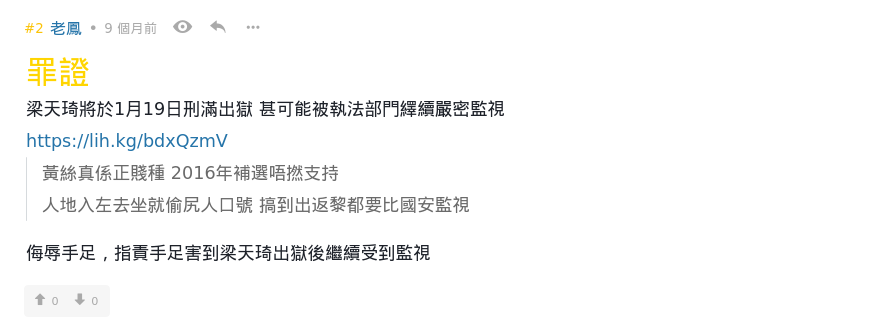 #2 老鳳 • 9 個月前
罪證
梁天琦將於1月19日刑滿出獄 甚可能被執法部門繹續嚴密監視
https://lih.kg/bdxQzmV
黃絲真係正賤種 2016年補選唔撚支持
人地入左去坐就偷尻人口號 搞到出返黎都要比國安監視
侮辱手足，指責手足害到梁天琦出獄後繼續受到監視
0 0